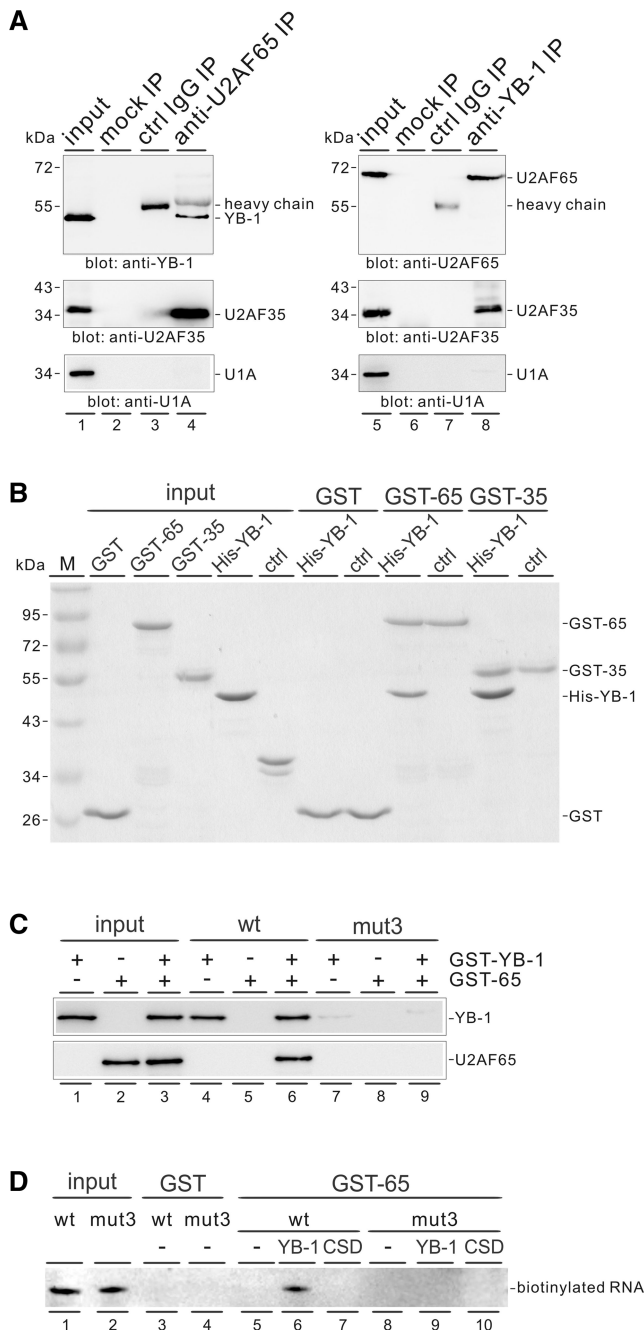 A
input
mock IP
ctrl IgG IP
anti-U2AF65 IP
kDa
72-
55-
-heavy chain
-YB-1
blot: anti-YB-1
43-
34-
-U2AF35
blot: anti-U2AF35
34-
-U1A
blot: anti-U1A
1 2 3 4
input
mock IP
ctrl IgG IP
anti-YB-1 IP
kDa
72-
55-
-U2AF65
-heavy chain
blot: anti-U2AF65
43-
34-
-U2AF35
blot: anti-U2AF35
34-
-U1A
blot: anti-U1A
5 6 7 8
B
input GST GST-65 GST-35
kDa M GST GST-65 GST-35 His-YB-1 ctrl His-YB-1 ctrl His-YB-1 ctrl His-YB-1 ctrl
95-
72-
55-
43-
34-
26-
-GST-65
-GST-35
-His-YB-1
-GST
C
input wt mut3
+ - + + - + + - + GST-YB-1
- + + - + + - + + GST-65
-YB-1
-U2AF65
1 2 3 4 5 6 7 8 9
D
input GST GST-65
wt mut3 wt mut3 wt mut3
- - - YB-1 CSD - YB-1 CSD
-biotinylated RNA
1 2 3 4 5 6 7 8 9 10